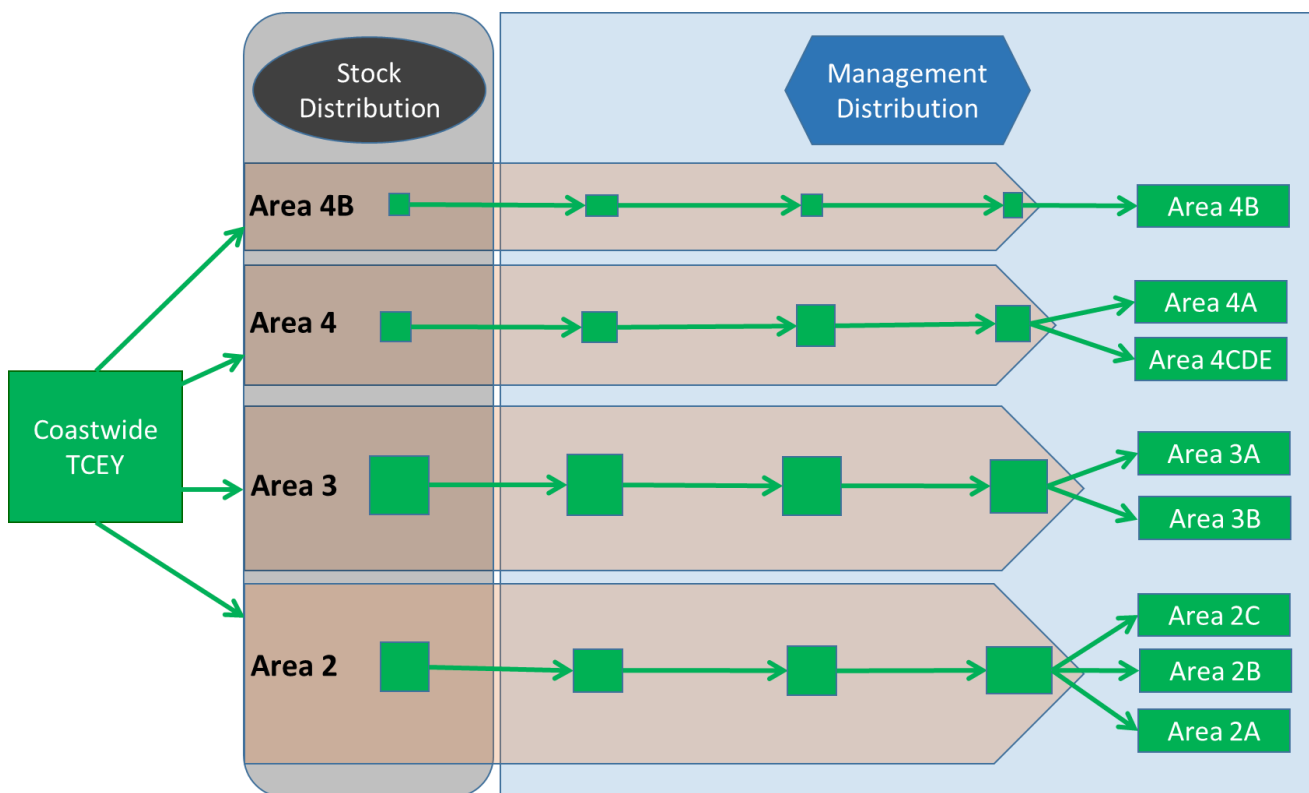 Stock
Distribution
Management
Distribution
Area 4B
Area 4B
Area 4
Area 4A
Area 4CDE
Coastwide
TCEY
Area 3
Area 3A
Area 3B
Area 2
Area 2C
Area 2B
Area 2A